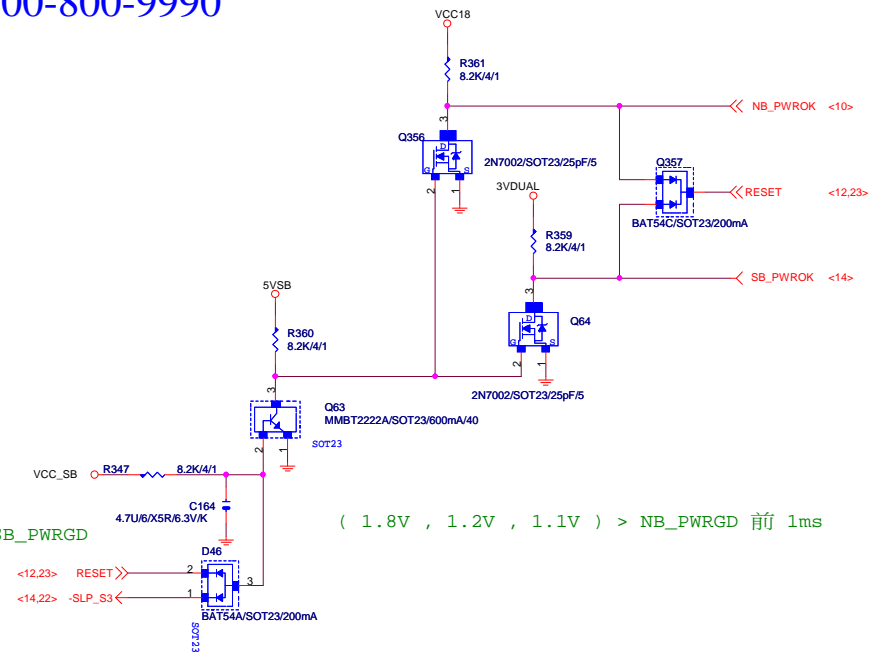 00-800-9990
VCC18
R361
8.2K/4/1
NB_PWROK <10>
3
Q356
D
G
S
2N7002/SOT23/25pF/5
2
1
Q357
RESET <12,23>
BAT54C/SOT23/200mA
3VDUAL
R359
8.2K/4/1
SB_PWROK <14>
3
Q64
D
G
S
2
1
2N7002/SOT23/25pF/5
5VSB
R360
8.2K/4/1
3
Q63
MMBT2222A/SOT23/600mA/40
SOT23
2
1
VCC_SB
R347
8.2K/4/1
C164
4.7U/6/X5R/6.3V/K
SB_PWRGD
( 1.8V , 1.2V , 1.1V ) > NB_PWRGD 前 1ms
D46
<12,23> RESET
2
3
<14,22> -SLP_S3
1
BAT54A/SOT23/200mA
SOT23